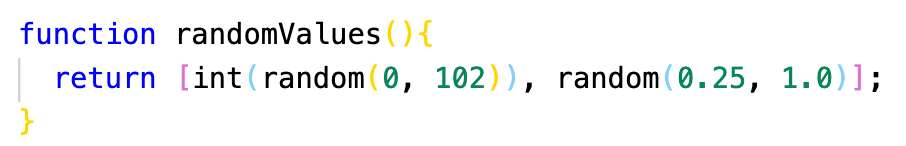 function randomValues(){
  return [int(random(0, 102)), random(0.25, 1.0)];
}